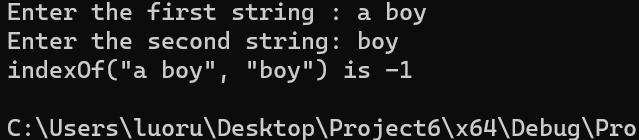 Enter the first string : a boy
Enter the second string: boy
indexOf("a boy", "boy") is -1
C:\Users\luoru\Desktop\Project6\x64\Debug\Pro